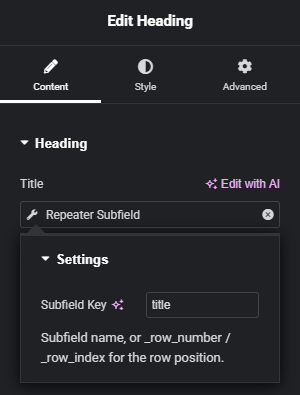 Edit Heading
Content
Style
Advanced
Heading
Title
Edit with AI
Repeater Subfield
Settings
Subfield Key
title
Subfield name, or _row_number /
_row_index for the row position.